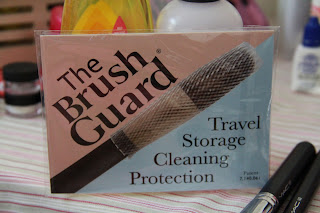 The
Brush
Guard®
Travel
Storage
Cleaning
Protection